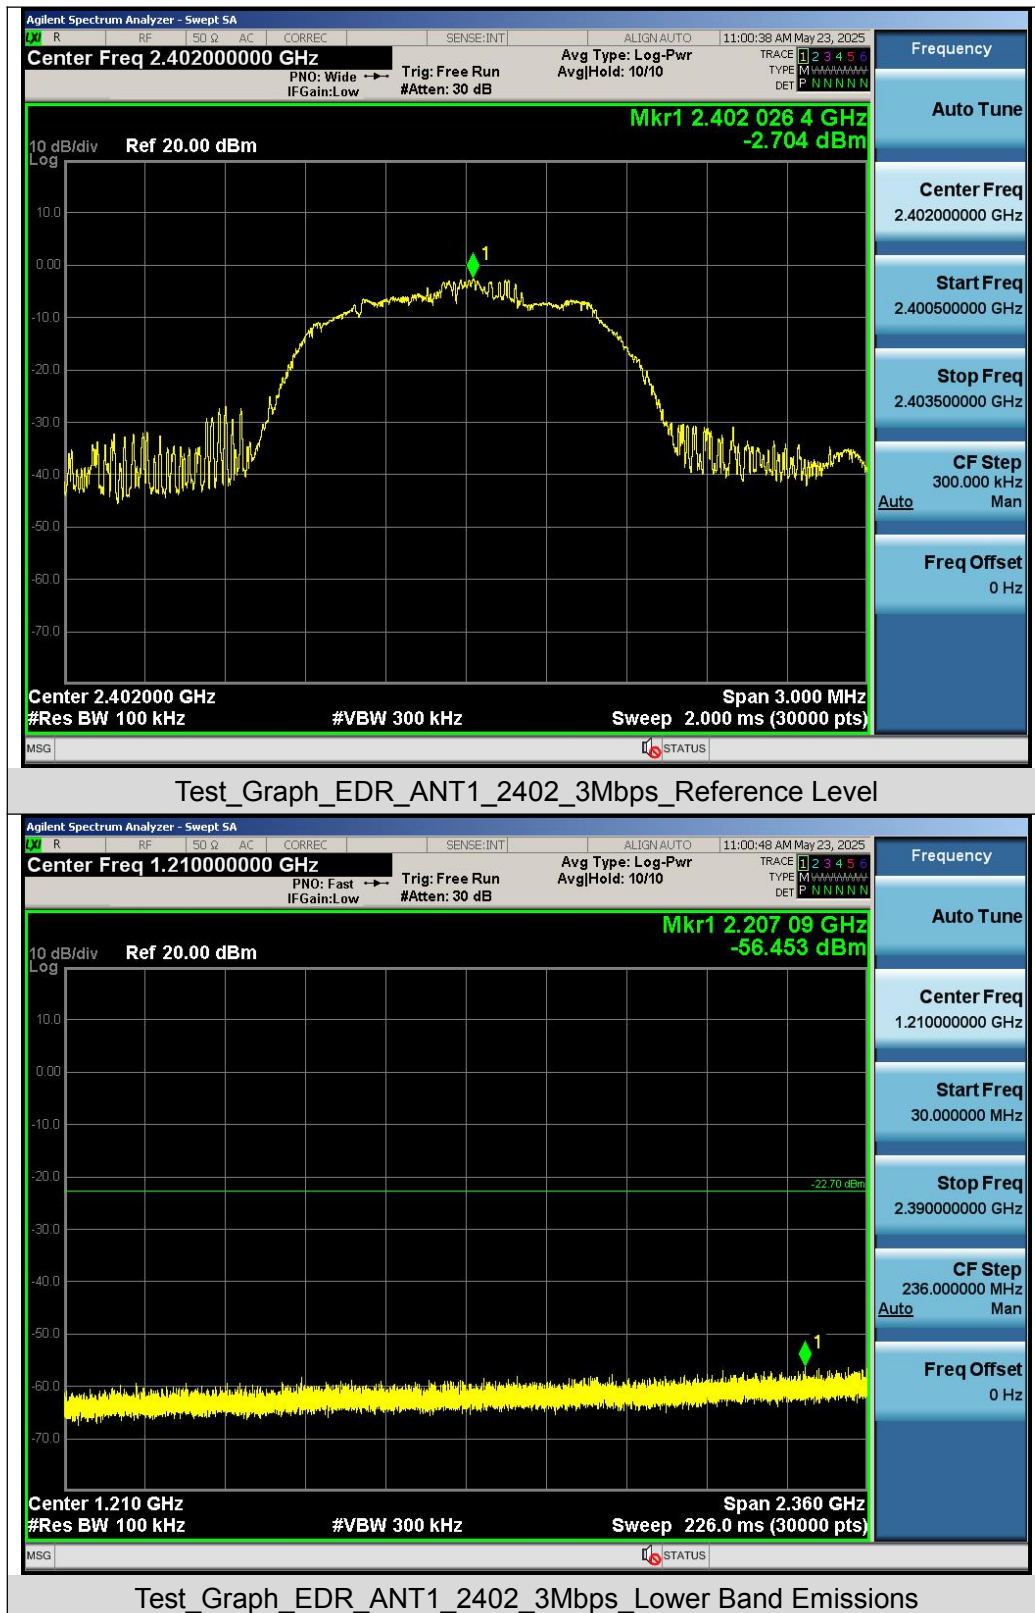 Agilent Spectrum Analyzer - Swept SA
LXI R RF 50 Ω AC CORREC SENSE:INT ALIGN AUTO 11:00:38 AM May 23, 2025
Center Freq 2.402000000 GHz
PNO: Wide
IFGain:Low
Trig: Free Run
#Atten: 30 dB
Avg Type: Log-Pwr
Avg|Hold: 10/10
TRACE 1 2 3 4 5 6
TYPE M
DET P N N N N N
Frequency
Mkr1 2.402 026 4 GHz
-2.704 dBm
10 dB/div Ref 20.00 dBm
Log
10.0
0.00
-10.0
-20.0
-30.0
-40.0
-50.0
-60.0
-70.0
1
Center 2.402000 GHz Span 3.000 MHz
#Res BW 100 kHz #VBW 300 kHz Sweep 2.000 ms (30000 pts)
MSG STATUS
Auto Tune
Center Freq
2.402000000 GHz
Start Freq
2.400500000 GHz
Stop Freq
2.403500000 GHz
CF Step
300.000 kHz
Auto Man
Freq Offset
0 Hz
Test_Graph_EDR_ANT1_2402_3Mbps_Reference Level
Agilent Spectrum Analyzer - Swept SA
LXI R RF 50 Ω AC CORREC SENSE:INT ALIGN AUTO 11:00:48 AM May 23, 2025
Center Freq 1.210000000 GHz
PNO: Fast
IFGain:Low
Trig: Free Run
#Atten: 30 dB
Avg Type: Log-Pwr
Avg|Hold: 10/10
TRACE 1 2 3 4 5 6
TYPE M
DET P N N N N N
Frequency
Mkr1 2.207 09 GHz
-56.453 dBm
10 dB/div Ref 20.00 dBm
Log
10.0
0.00
-10.0
-20.0
-30.0
-40.0
-50.0
-60.0
-70.0
-22.70 dBm
1
Center 1.210 GHz Span 2.360 GHz
#Res BW 100 kHz #VBW 300 kHz Sweep 226.0 ms (30000 pts)
MSG STATUS
Auto Tune
Center Freq
1.210000000 GHz
Start Freq
30.000000 MHz
Stop Freq
2.390000000 GHz
CF Step
236.000000 MHz
Auto Man
Freq Offset
0 Hz
Test_Graph_EDR_ANT1_2402_3Mbps_Lower Band Emissions